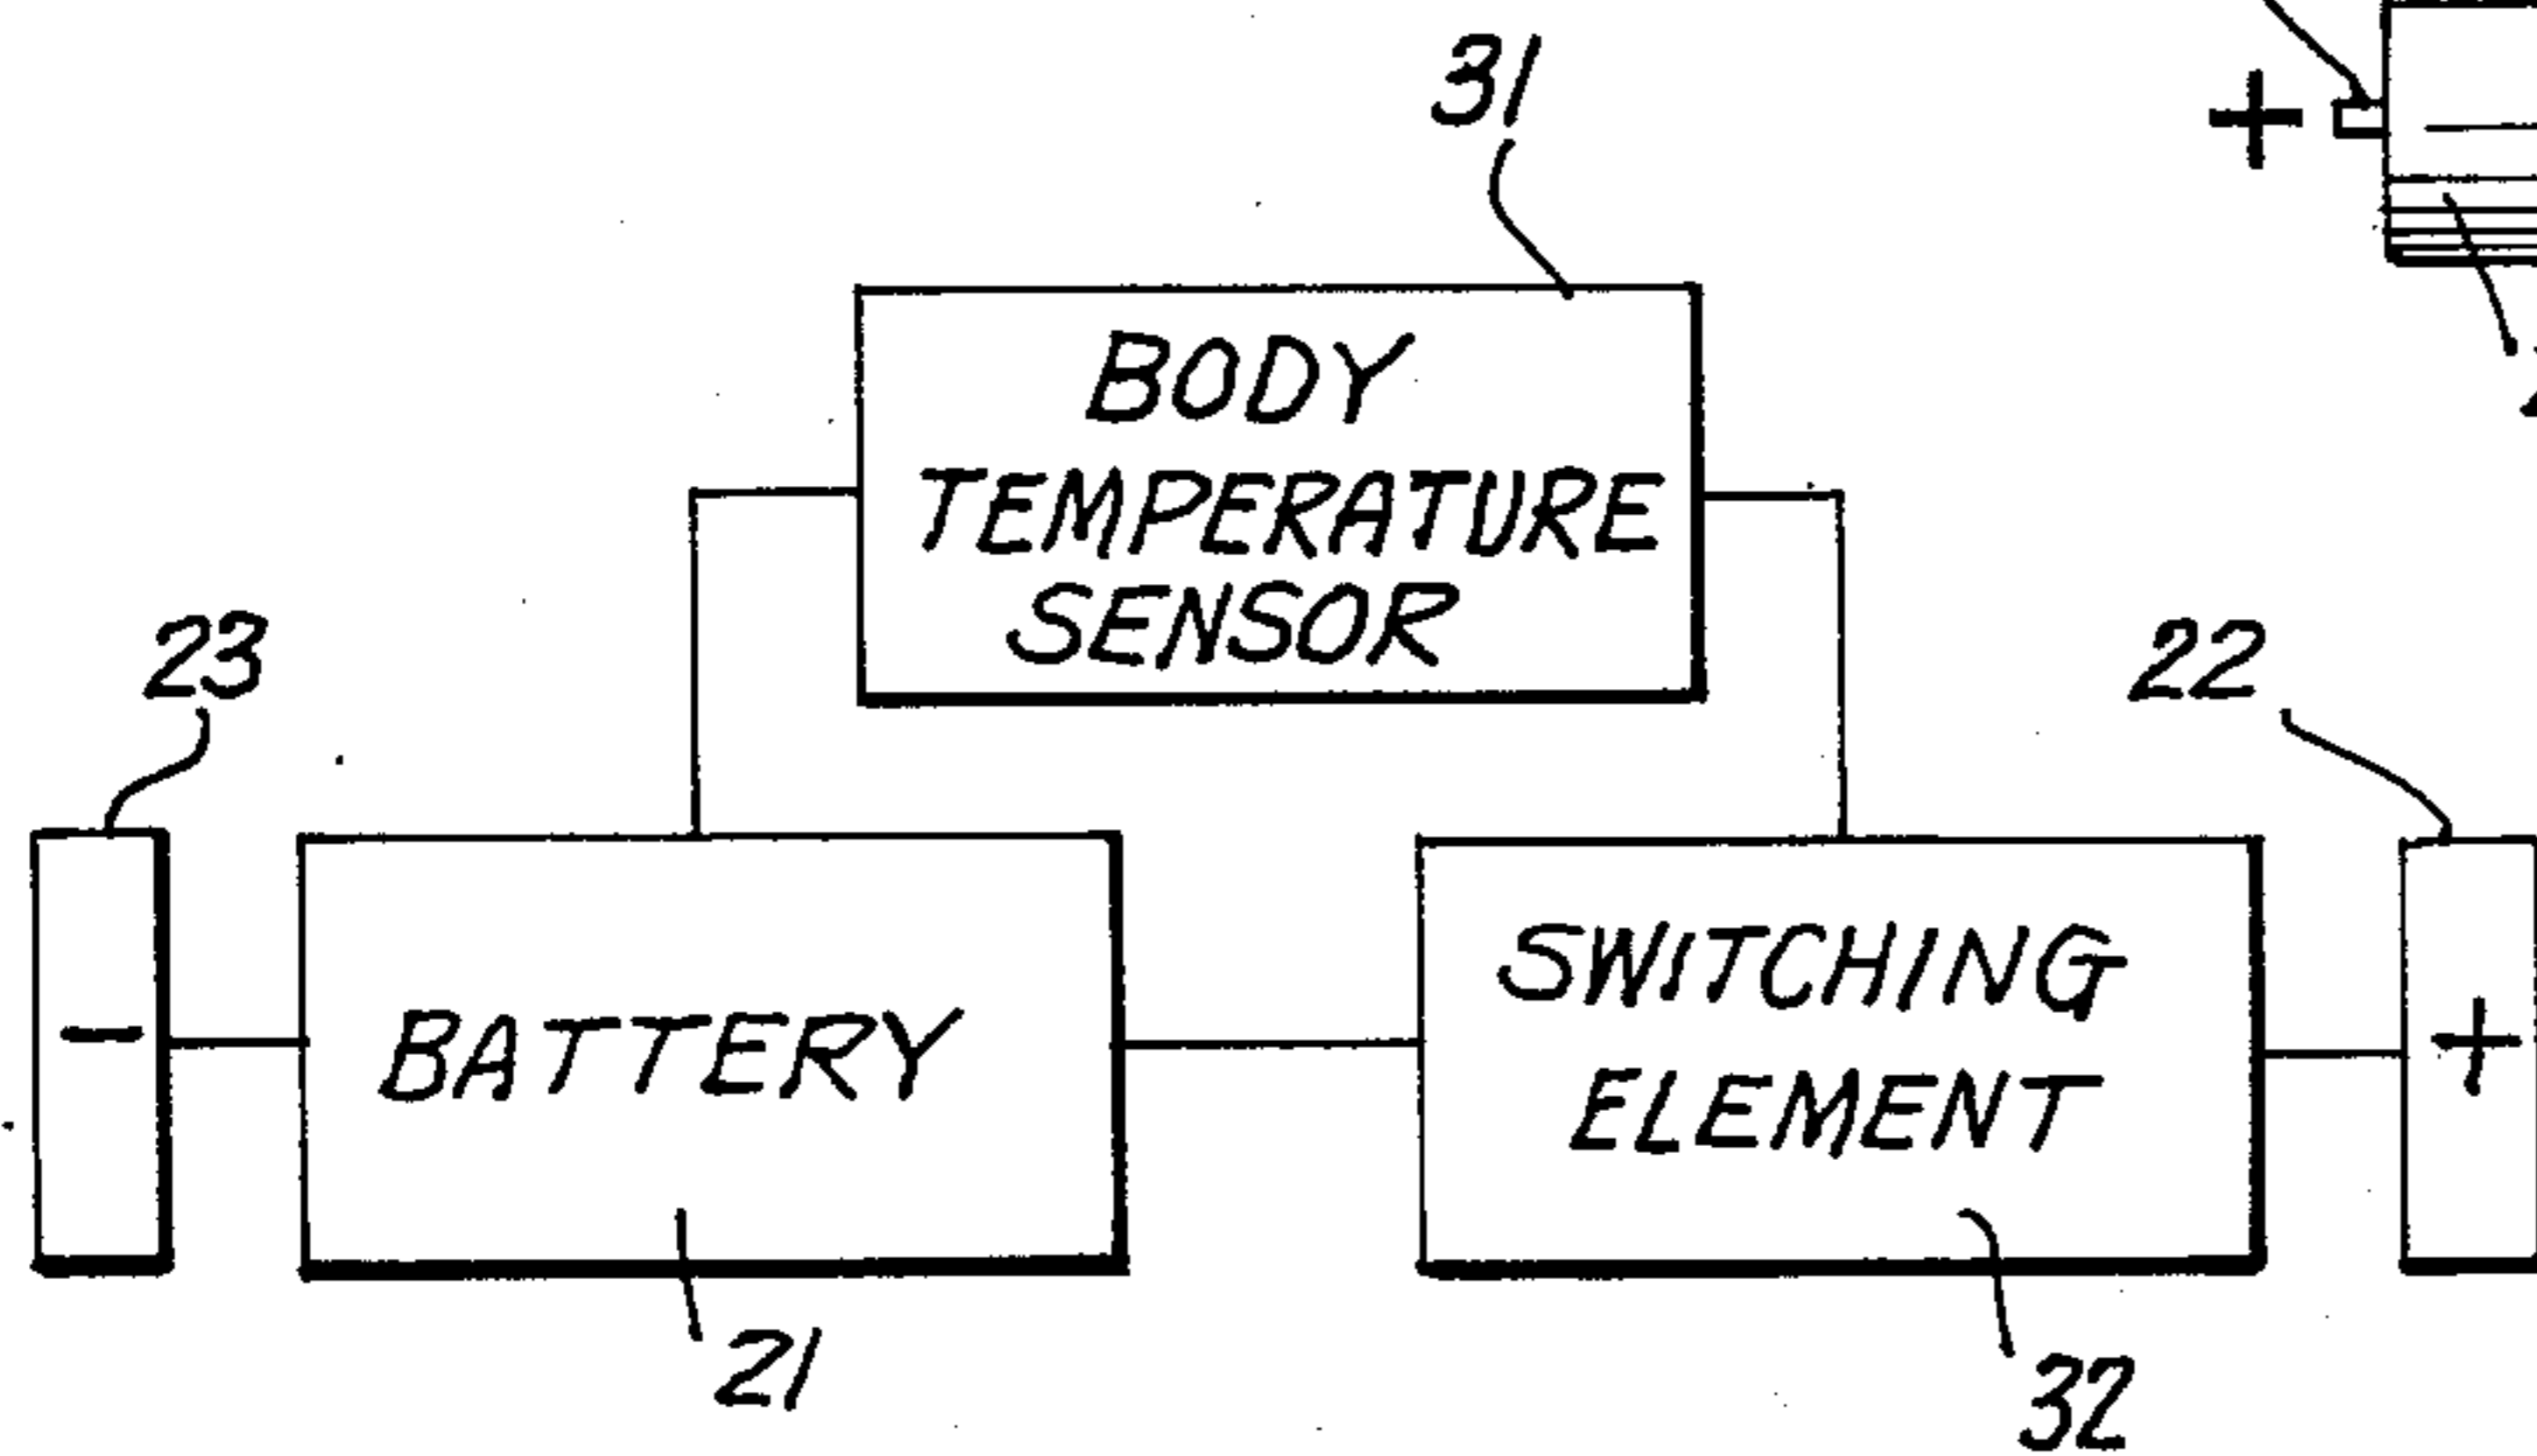 31
+
BODY
TEMPERATURE
SENSOR
23
22
-
BATTERY
SWITCHING
ELEMENT
+
21
32